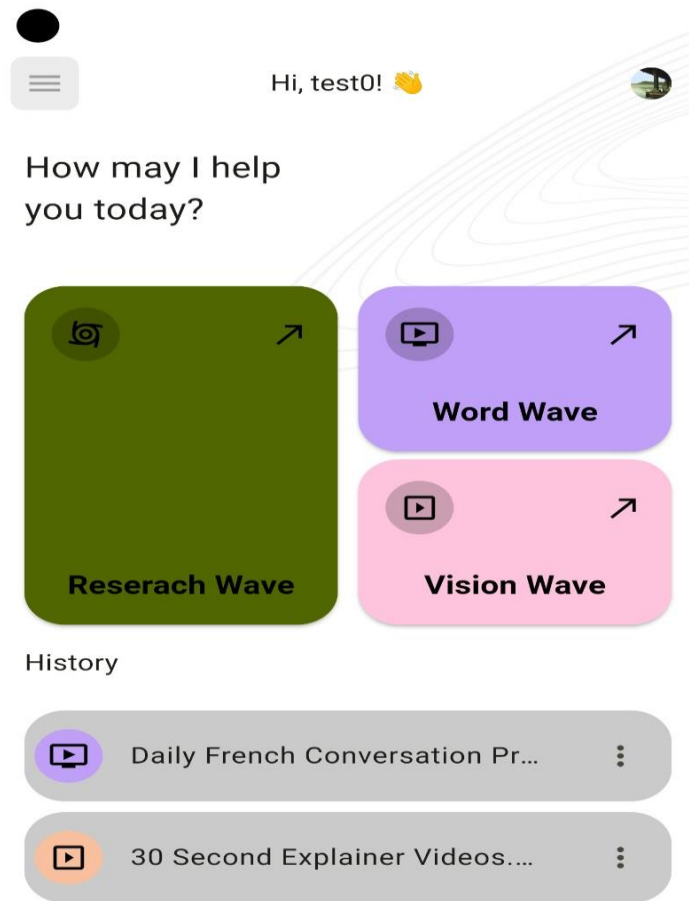 Hi, test0! 👋
How may I help
you today?
Word Wave
Reserach Wave
Vision Wave
History
Daily French Conversation Pr...
30 Second Explainer Videos....